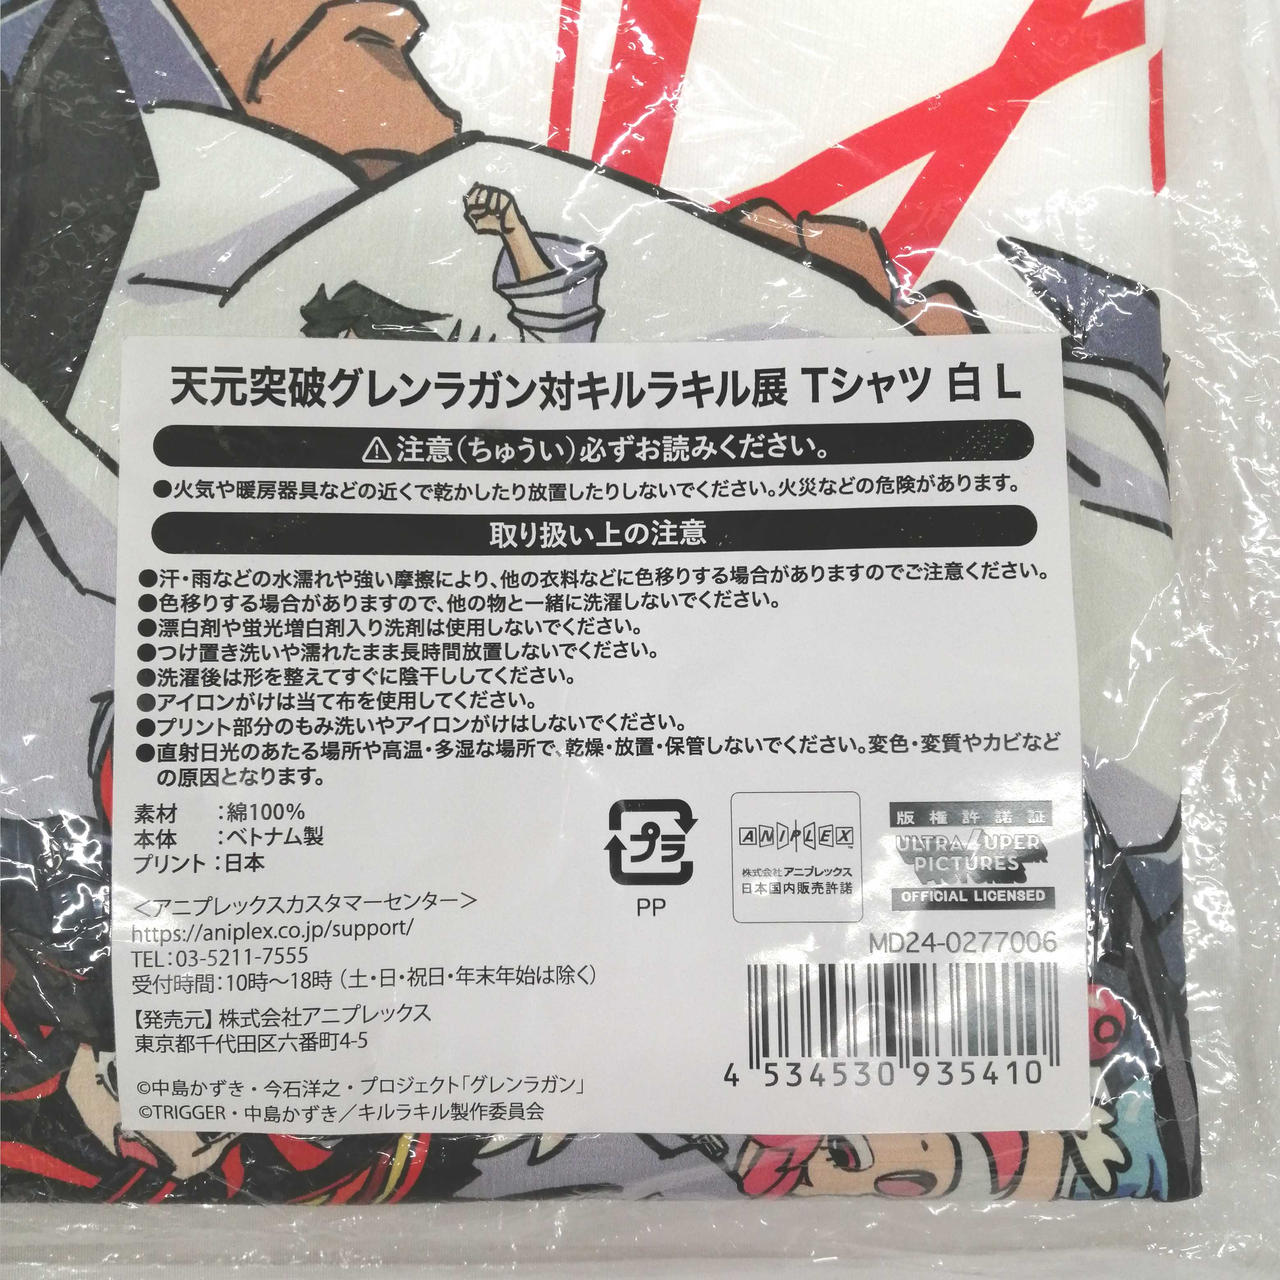 天元突破グレンラガン対キルラキル展 Tシャツ 白 L
⚠注意(ちゅうい)必ずお読みください。
●火気や暖房器具などの近くで乾かしたり放置したりしないでください。火災などの危険があります。
取り扱い上の注意
●汗・雨などの水濡れや強い摩擦により、他の衣料などに色移りする場合がありますのでご注意ください。
●色移りする場合がありますので、他の物と一緒に洗濯しないでください。
●漂白剤や蛍光増白剤入り洗剤は使用しないでください。
●つけ置き洗いや濡れたまま長時間放置しないでください。
●洗濯後は形を整えてすぐに陰干ししてください。
●アイロンがけは当て布を使用してください。
●プリント部分のもみ洗いやアイロンがけはしないでください。
●直射日光のあたる場所や高温・多湿な場所で、乾燥・放置・保管しないでください。変色・変質やカビなど
の原因となります。
素材 :綿100%
本体 :ベトナム製
プリント :日本
プラ
PP
ANIPLEX
株式会社アニプレックス
日本国内販売許諾
版権許諾証
ULTRA SUPER
PICTURES
OFFICIAL LICENSED
<アニプレックスカスタマーセンター>
https://aniplex.co.jp/support/
TEL:03-5211-7555
受付時間:10時〜18時(土・日・祝日・年末年始は除く)
【発売元】株式会社アニプレックス
東京都千代田区六番町4-5
©中島かずき・今石洋之・プロジェクト「グレンラガン」
©TRIGGER・中島かずき/キルラキル製作委員会
MD24-0277006
4 534530 935410